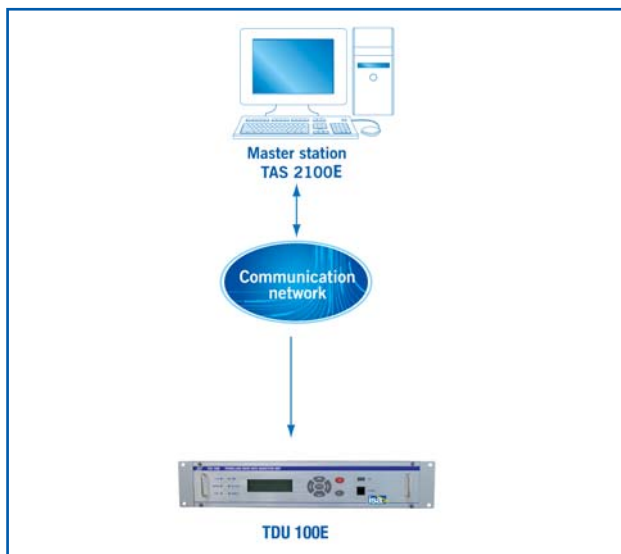 Master station
TAS 2100E
Communication
network
TDU 100E